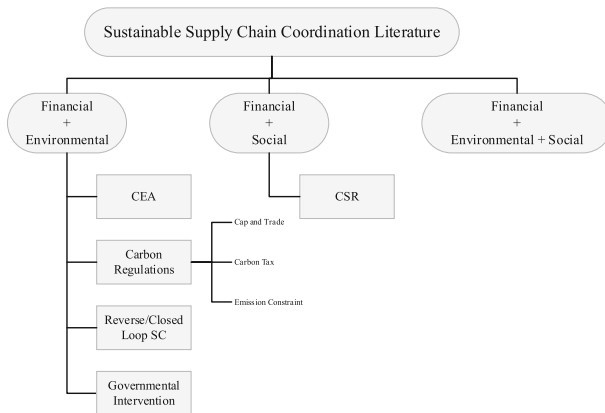 Sustainable Supply Chain Coordination Literature
Financial
+
Environmental
Financial
+
Social
Financial
+
Environmental + Social
CEA
CSR
Carbon
Regulations
Cap and Trade
Carbon Tax
Emission Constraint
Reverse/Closed
Loop SC
Governmental
Intervention